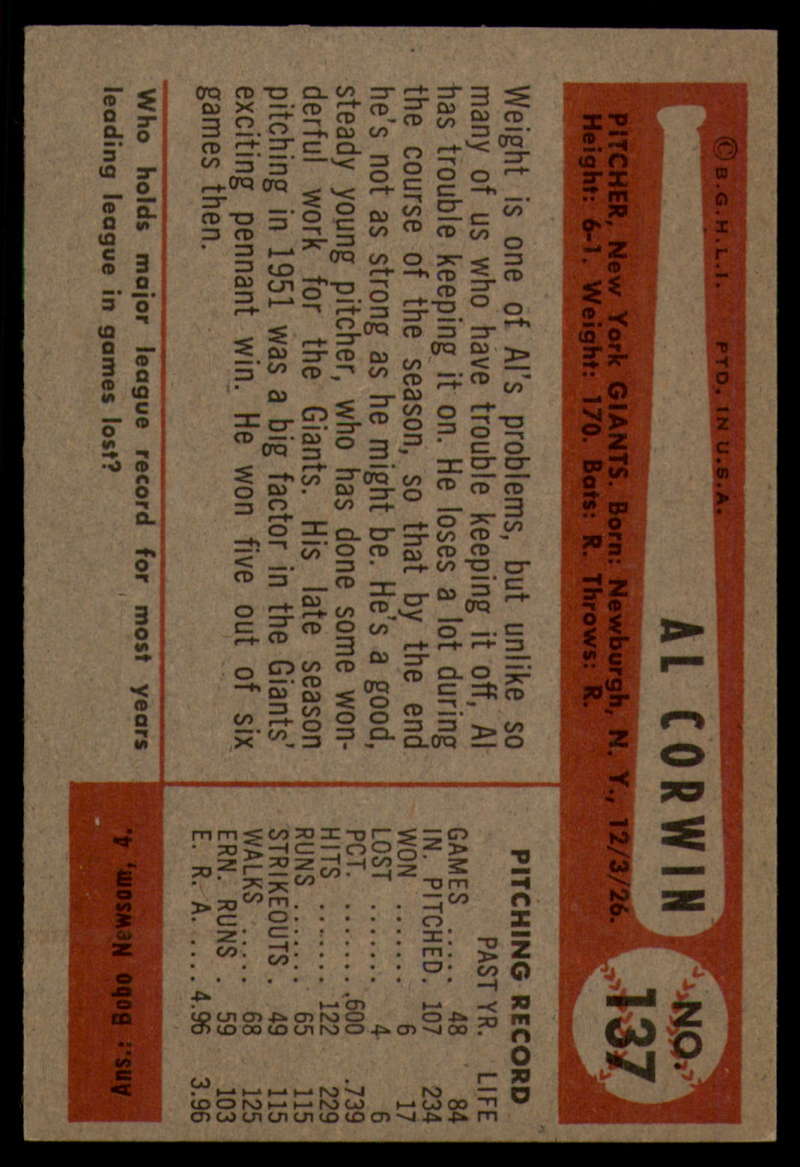 © B.G.H.L.I. PTD. IN U.S.A.
AL CORWIN
NO.
137
PITCHER, New York GIANTS. Born: Newburgh, N. Y., 12/3/26.
Height: 6-1. Weight: 170. Bats: R. Throws: R.
Weight is one of Al's problems, but unlike so
many of us who have trouble keeping it off, Al
has trouble keeping it on. He loses a lot during
the course of the season, so that by the end
he's not as strong as he might be. He's a good,
steady young pitcher, who has done some won-
derful work for the Giants. His late season
pitching in 1951 was a big factor in the Giants'
exciting pennant win. He won five out of six
games then.
PITCHING RECORD
PAST YR. LIFE
GAMES ..... 48 84
IN. PITCHED. 107 234
WON ....... 6 17
LOST ....... 4 6
PCT. ....... .600 .739
HITS ....... 122 229
RUNS ...... 65 115
STRIKEOUTS . 49 115
WALKS ..... 68 125
ERN. RUNS . 59 103
E. R. A. .... 4.96 3.96
Who holds major league record for most years
leading league in games lost?
Ans.: Bobo Newsom, 4.